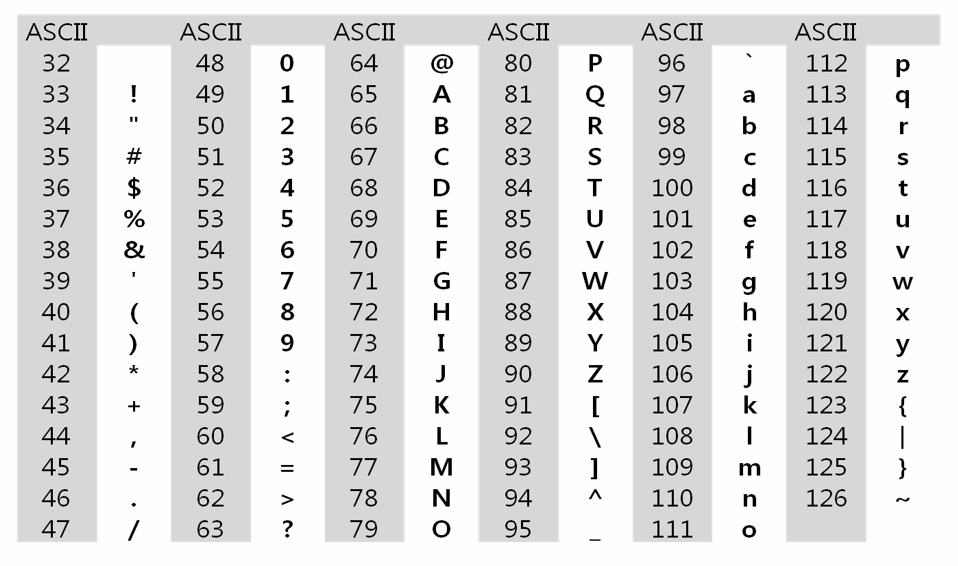 ASCII ASCII ASCII ASCII ASCII ASCII
32 48 0 64 @ 80 P 96 ` 112 p
33 ! 49 1 65 A 81 Q 97 a 113 q
34 " 50 2 66 B 82 R 98 b 114 r
35 # 51 3 67 C 83 S 99 c 115 s
36 $ 52 4 68 D 84 T 100 d 116 t
37 % 53 5 69 E 85 U 101 e 117 u
38 & 54 6 70 F 86 V 102 f 118 v
39 ' 55 7 71 G 87 W 103 g 119 w
40 ( 56 8 72 H 88 X 104 h 120 x
41 ) 57 9 73 I 89 Y 105 i 121 y
42 * 58 : 74 J 90 Z 106 j 122 z
43 + 59 ; 75 K 91 [ 107 k 123 {
44 , 60 < 76 L 92 \ 108 l 124 |
45 - 61 = 77 M 93 ] 109 m 125 }
46 . 62 > 78 N 94 ^ 110 n 126 ~
47 / 63 ? 79 O 95 _ 111 o